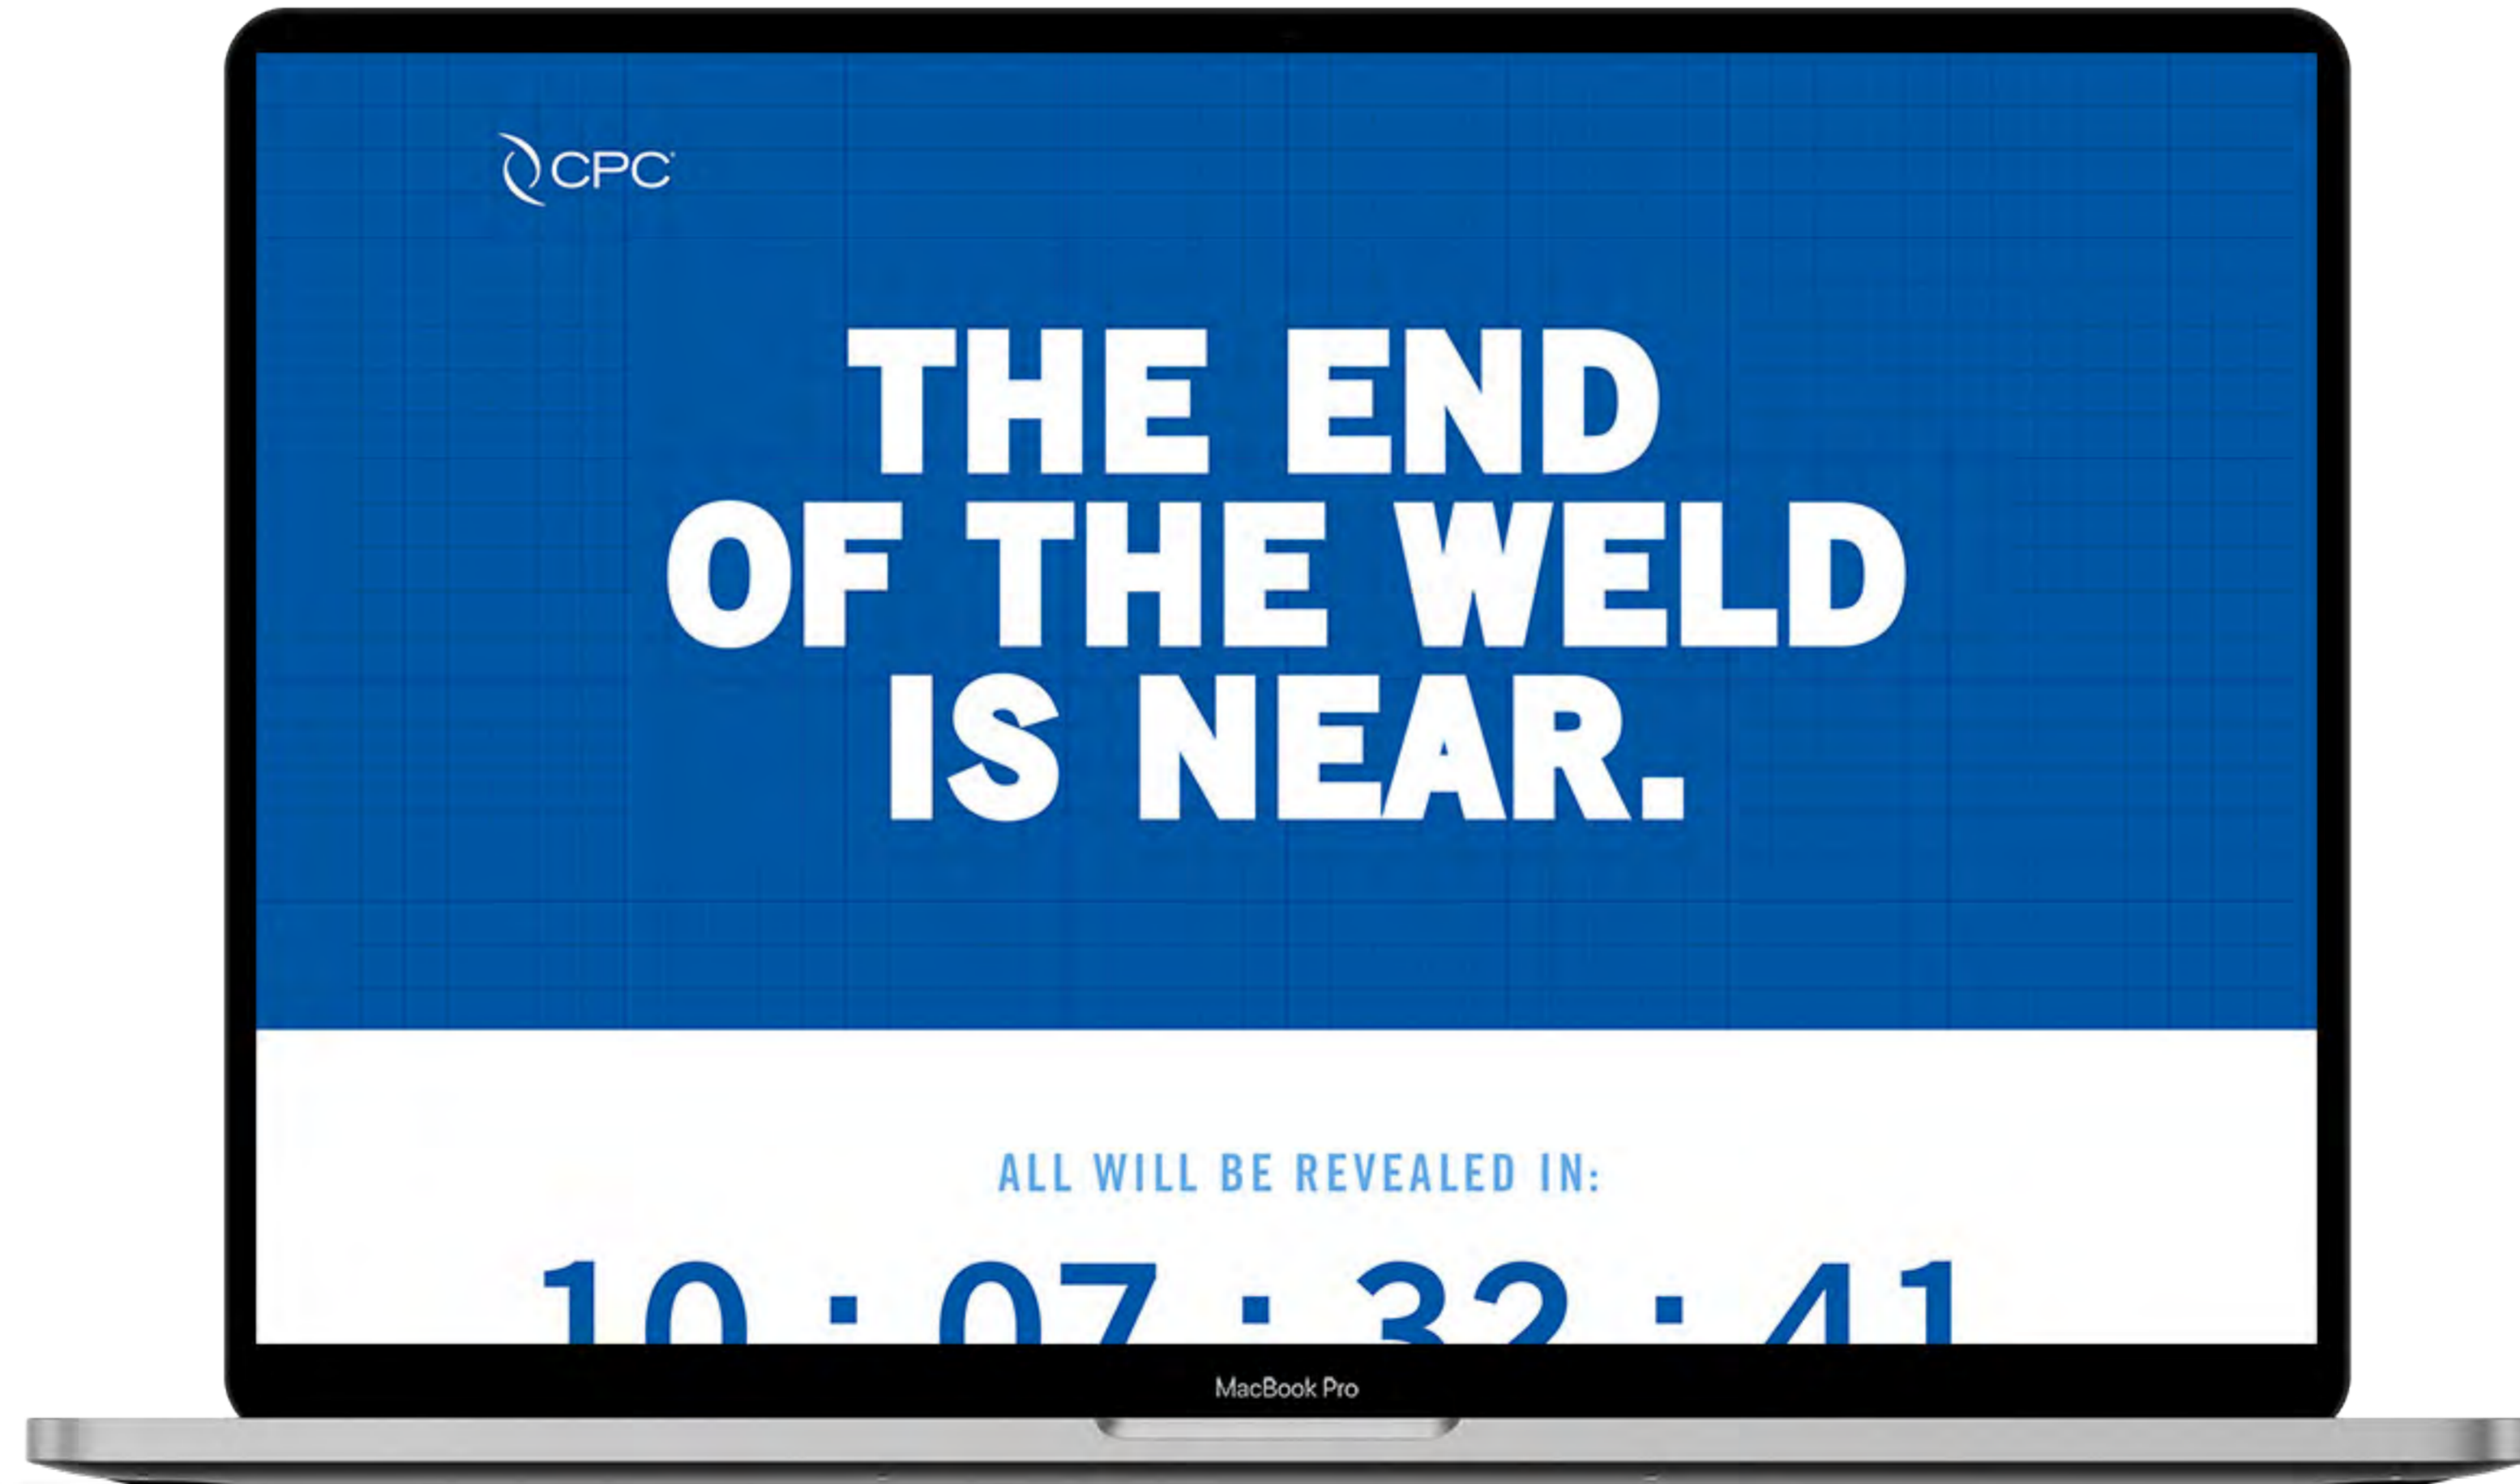 CPC
THE END
OF THE WELD
IS NEAR.
ALL WILL BE REVEALED IN:
10 : 07 : 32 : 41
MacBook Pro